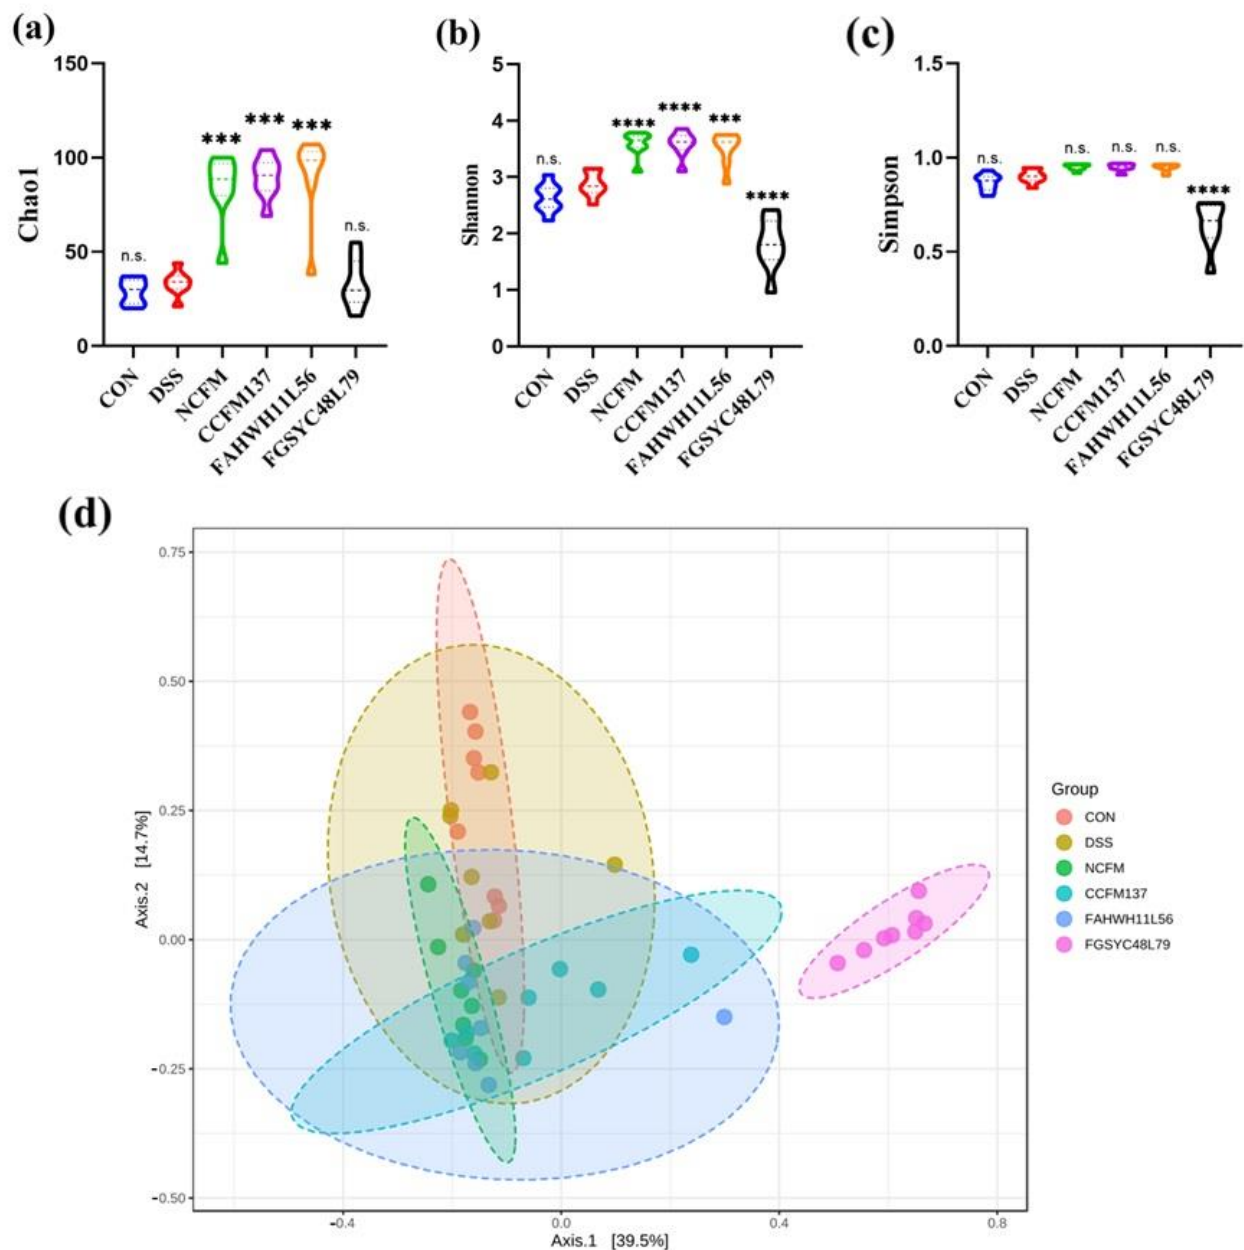 (a)
Chao1
150
100
50
0
n.s.
***
***
***
n.s.
CON
DSS
NCFM
CCFM137
FAHWH11L56
FGSYC48L79
(b)
Shannon
5
4
3
2
1
0
n.s.
****
****
***
****
CON
DSS
NCFM
CCFM137
FAHWH11L56
FGSYC48L79
(c)
Simpson
1.5
1.0
0.5
0.0
n.s.
n.s.
n.s.
n.s.
****
CON
DSS
NCFM
CCFM137
FAHWH11L56
FGSYC48L79
(d)
Axis.2 [14.7%]
0.75
0.50
0.25
0.00
-0.25
-0.50
-0.4
0.0
0.4
0.8
Axis.1 [39.5%]
Group
CON
DSS
NCFM
CCFM137
FAHWH11L56
FGSYC48L79